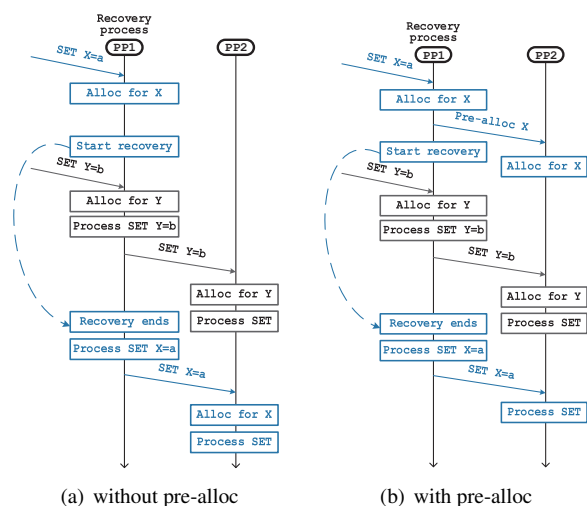 Recovery
process
PP1
PP2
SET X=a
Alloc for X
Start recovery
SET Y=b
Alloc for Y
Process SET Y=b
SET Y=b
Alloc for Y
Recovery ends
Process SET
Process SET X=a
SET X=a
Alloc for X
Process SET
(a) without pre-alloc
Recovery
process
PP1
PP2
SET X=a
Alloc for X
Pre-alloc X
Start recovery
Alloc for X
SET Y=b
Alloc for Y
Process SET Y=b
SET Y=b
Alloc for Y
Recovery ends
Process SET
Process SET X=a
SET X=a
Process SET
(b) with pre-alloc